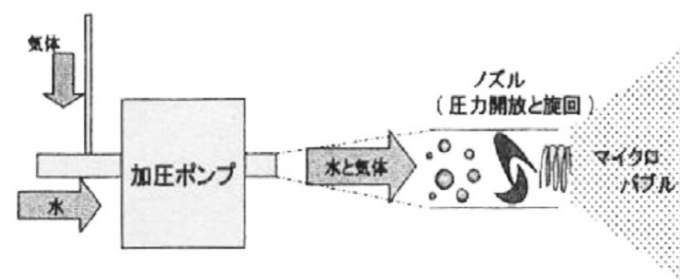 気体
水
加圧ポンプ
水と気体
ノズル
（圧力開放と旋回）
マイクロ
バブル